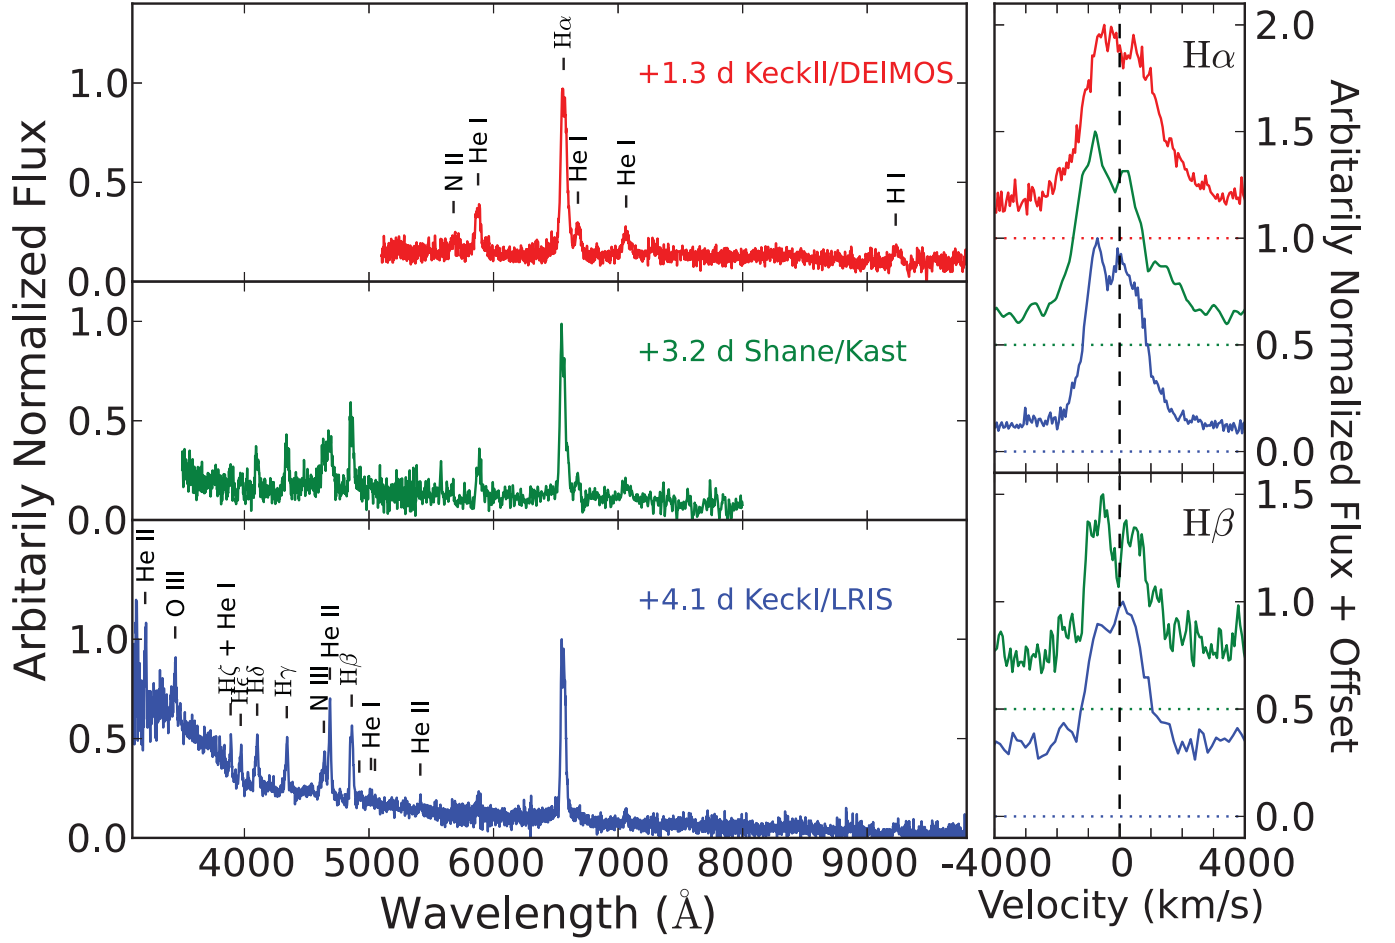 Arbitarily Normalized Flux
1.0
0.5
0.0
N II
He I
Hα
He I
He I
H I
+1.3 d KeckII/DEIMOS
1.0
0.5
0.0
+3.2 d Shane/Kast
1.0
0.5
0.0
He II
O III
Hζ + He I
Hϵ
Hδ
Hγ
N III
He II
Hβ
He I
He II
+4.1 d KeckI/LRIS
4000
5000
6000
7000
8000
9000
Wavelength (Å)
Hα
2.0
1.5
1.0
0.5
0.0
Hβ
1.5
1.0
0.5
0.0
-4000
0
4000
Velocity (km/s)
Arbitarily Normalized Flux + Offset